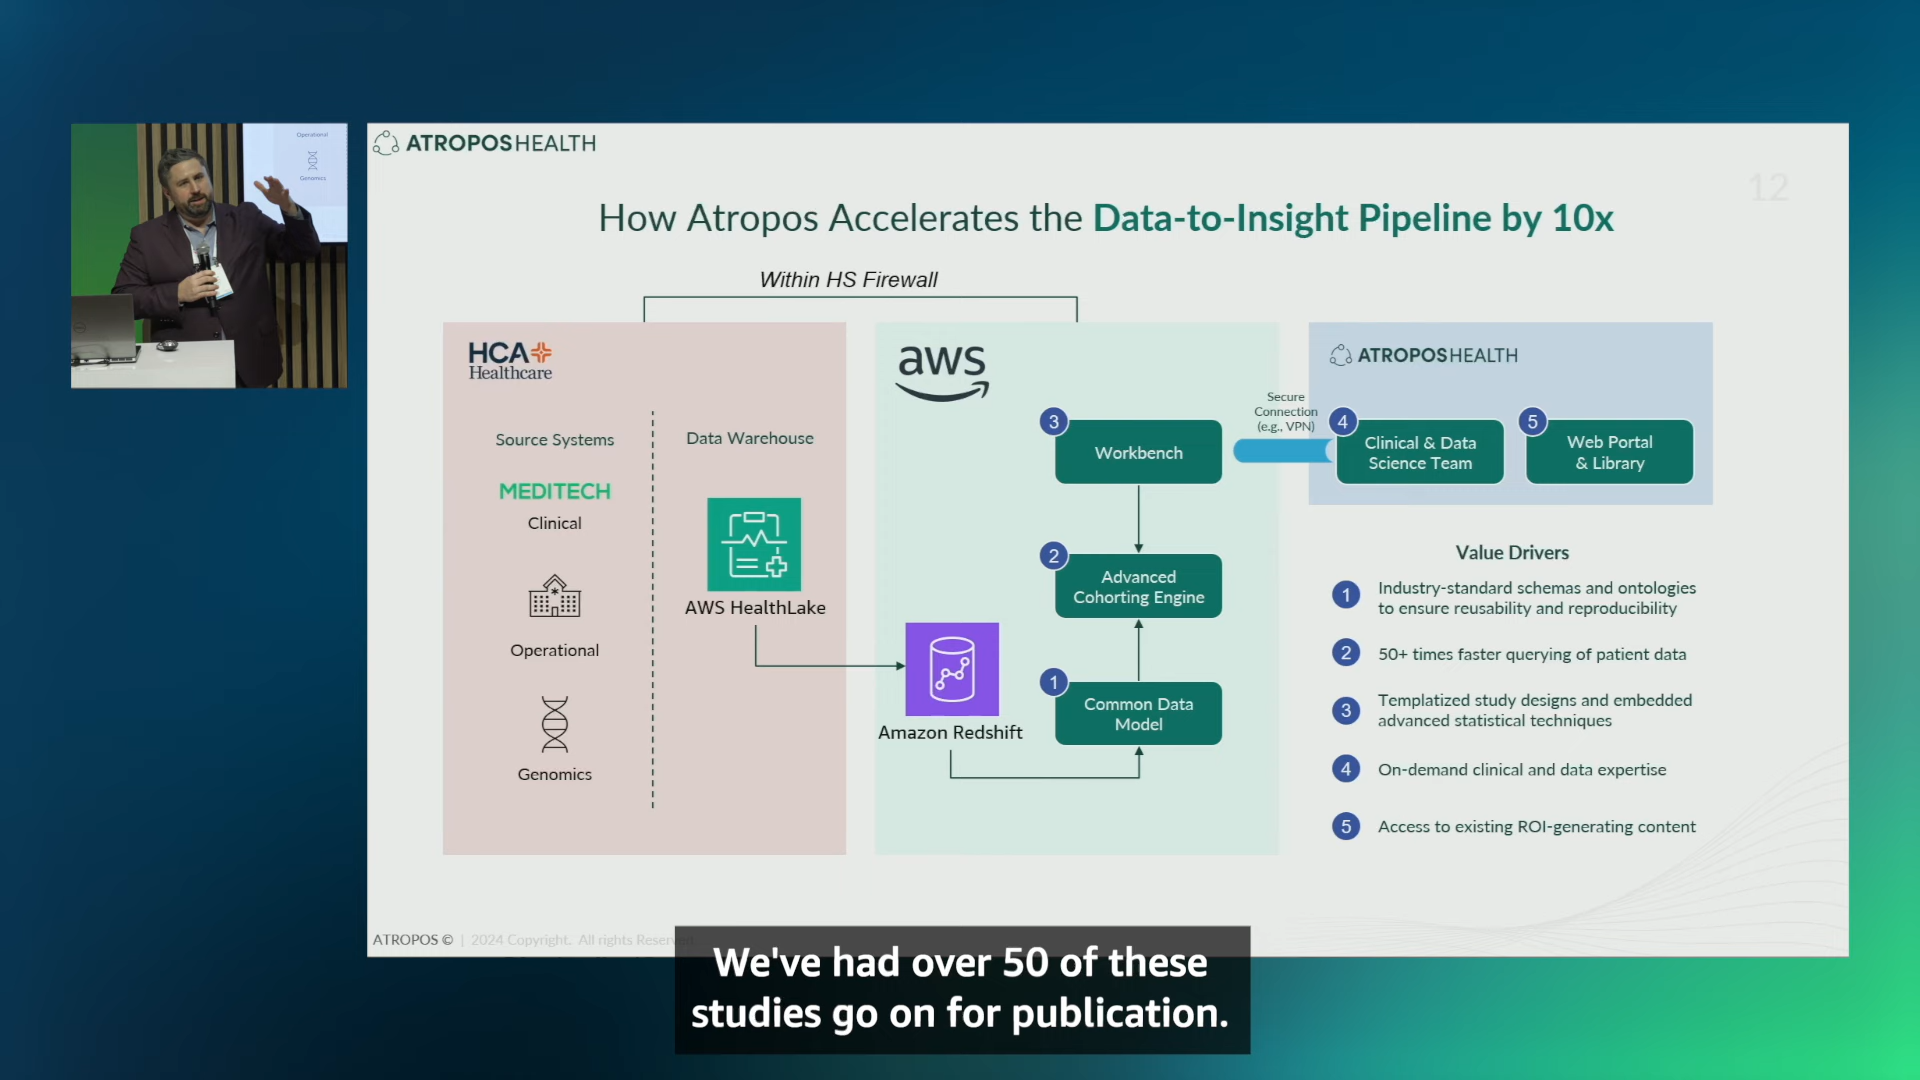 Operational
Genomics
ATROPOSHEALTH
12
How Atropos Accelerates the Data-to-Insight Pipeline by 10x
Within HS Firewall
HCA
Healthcare
Source Systems
MEDITECH
Clinical
Operational
Genomics
Data Warehouse
AWS HealthLake
aws
Amazon Redshift
3
Workbench
2
Advanced
Cohorting Engine
1
Common Data
Model
Secure
Connection
(e.g., VPN)
ATROPOSHEALTH
4
Clinical & Data
Science Team
5
Web Portal
& Library
Value Drivers
1
Industry-standard schemas and ontologies
to ensure reusability and reproducibility
2
50+ times faster querying of patient data
3
Templatized study designs and embedded
advanced statistical techniques
4
On-demand clinical and data expertise
5
Access to existing ROI-generating content
ATROPOS © | 2024 Copyright. All rights Reserved
We've had over 50 of these
studies go on for publication.